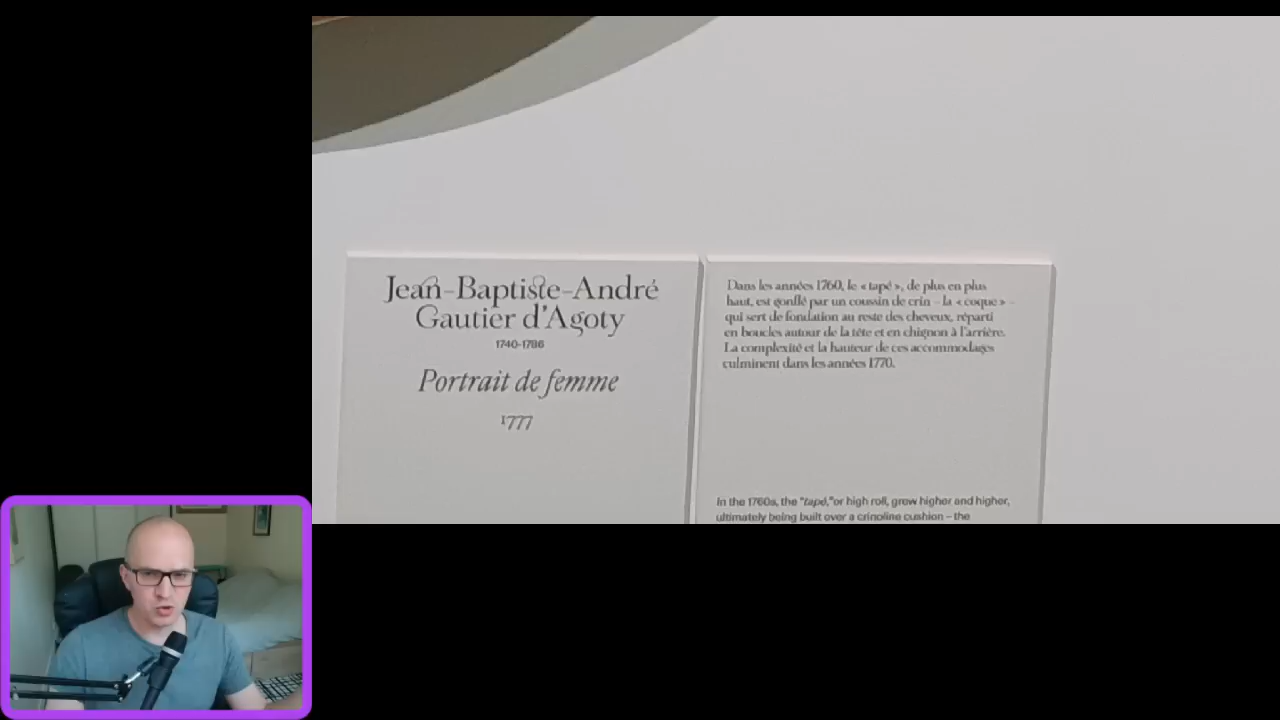 Jean-Baptiste-André
Gautier d'Agoty
1740-1786
Portrait de femme
1777
Dans les années 1760, le « tapé », de plus en plus
haut, est gonflé par un coussin de crin – la « coque » –
qui sert de fondation au reste des cheveux, réparti
en boucles autour de la tête et en chignon à l'arrière.
La complexité et la hauteur de ces accommodages
culminent dans les années 1770.
In the 1760s, the "tapé," or high roll, grew higher and higher,
ultimately being built over a crinoline cushion – the